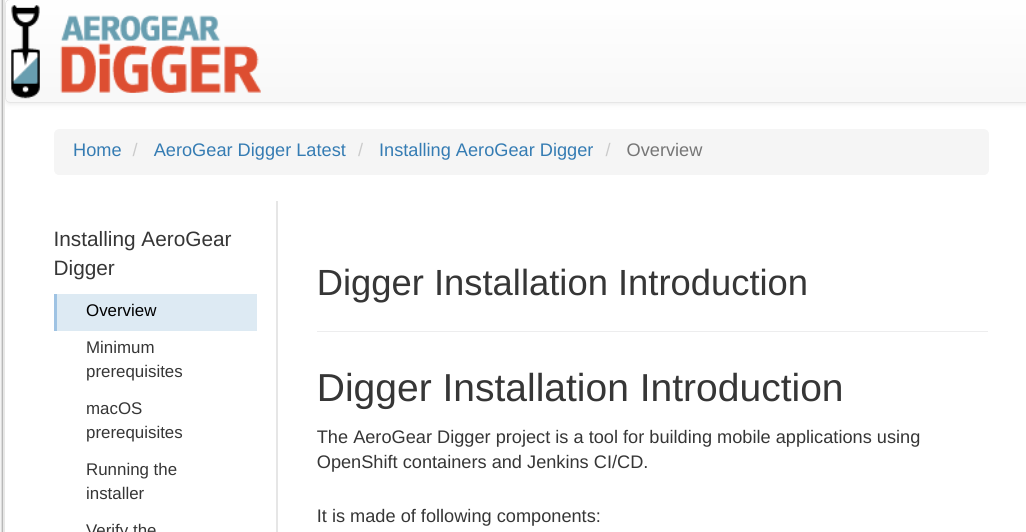 AEROGEAR
DiGGER
Home / AeroGear Digger Latest / Installing AeroGear Digger / Overview
Installing AeroGear
Digger
Overview
Minimum
prerequisites
macOS
prerequisites
Running the
installer
Verify the
Digger Installation Introduction
Digger Installation Introduction
The AeroGear Digger project is a tool for building mobile applications using
OpenShift containers and Jenkins CI/CD.
It is made of following components: